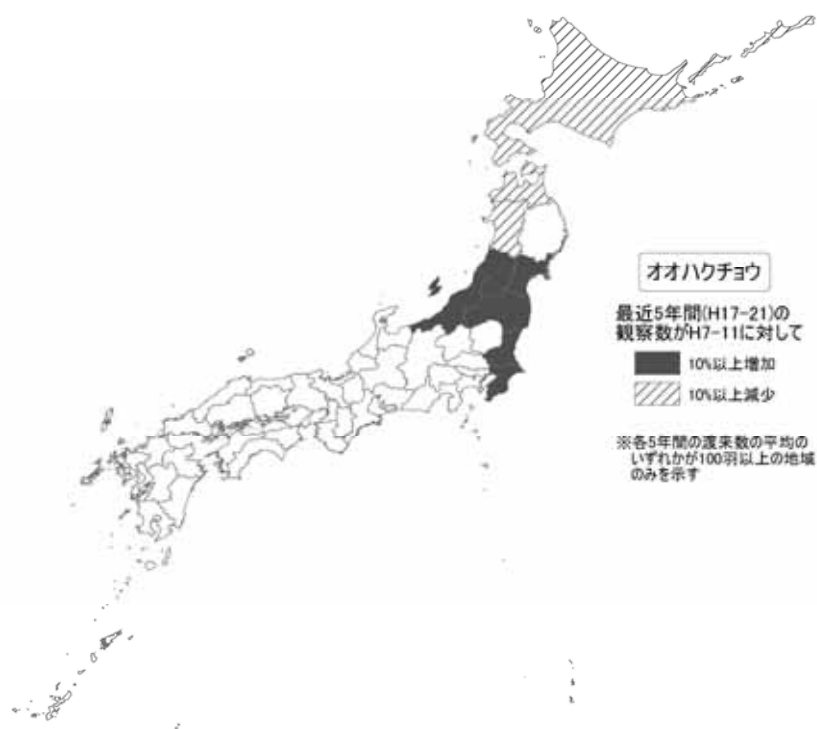 オオハクチョウ
最近5年間(H17-21)の
観察数がH7-11に対して
10%以上増加
10%以上減少
※各5年間の渡来数の平均の
いずれかが100羽以上の地域
のみを示す